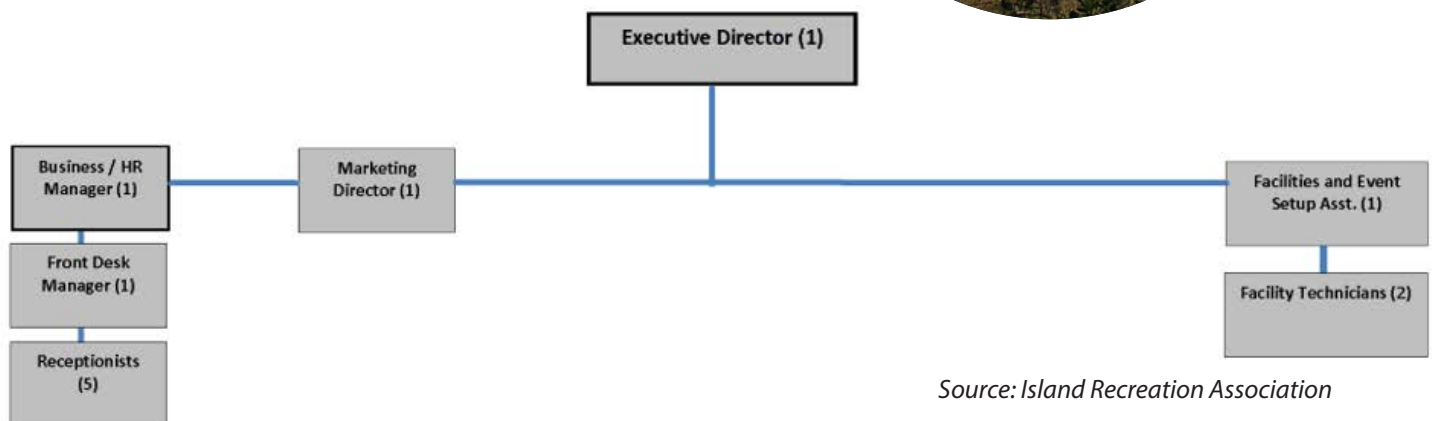 Executive Director (1)
Business / HR
Manager (1)
Marketing
Director (1)
Facilities and Event
Setup Asst. (1)
Front Desk
Manager (1)
Facility Technicians (2)
Receptionists
(5)
Source: Island Recreation Association